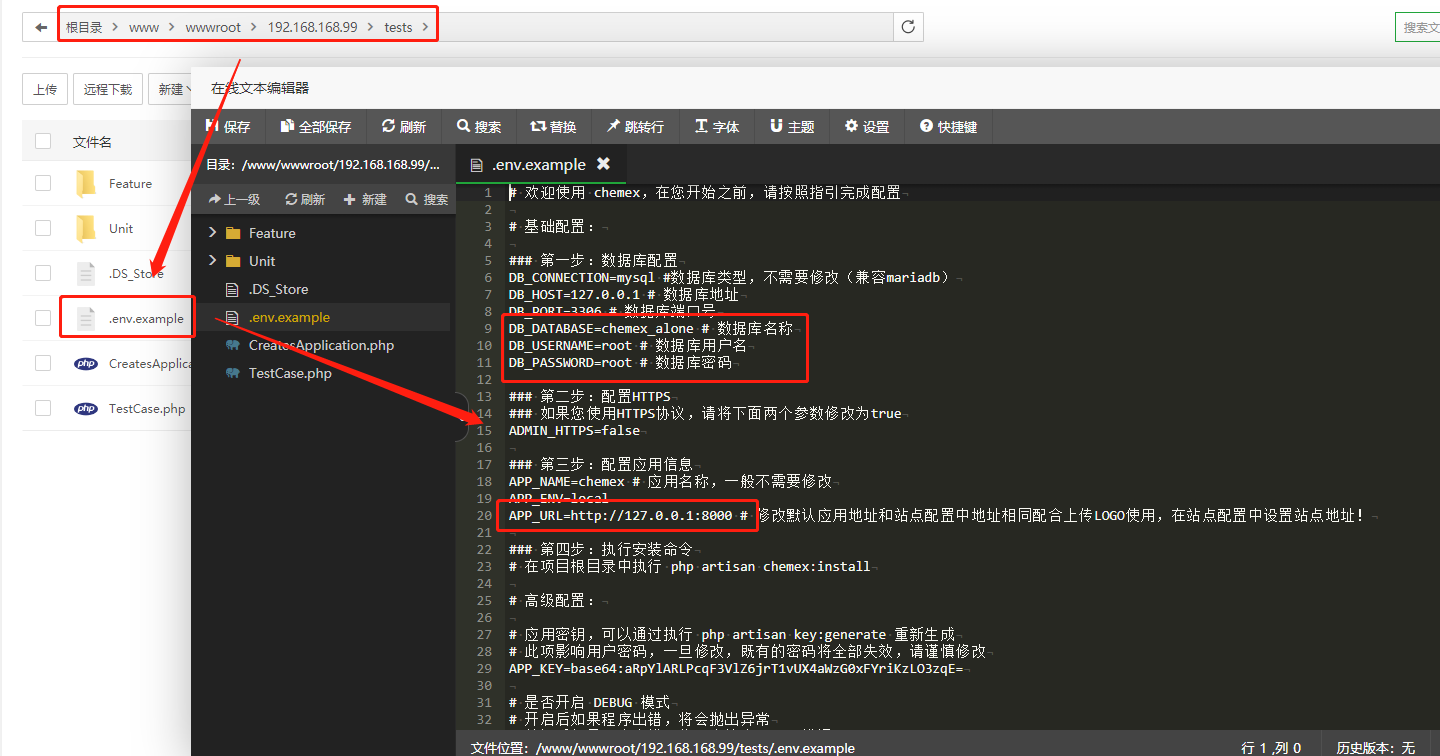 根目录 > www > wwwroot > 192.168.168.99 > tests >
搜索文
上传 远程下载 新建
文件名
Feature
Unit
.DS_Store
.env.example
CreatesApplica
TestCase.php
在线文本编辑器
保存 全部保存 刷新 搜索 替换 跳转行 字体 主题 设置 快捷键
目录：/www/wwwroot/192.168.168.99/...
上一级 刷新 新建 搜索
Feature
Unit
.DS_Store
.env.example
CreatesApplication.php
TestCase.php
.env.example
1 # 欢迎使用 chemex，在您开始之前，请按照指引完成配置
2
3 # 基础配置：
4
5 ### 第一步：数据库配置
6 DB_CONNECTION=mysql #数据库类型，不需要修改（兼容mariadb）
7 DB_HOST=127.0.0.1 # 数据库地址
8 DB_PORT=3306 # 数据库端口号
9 DB_DATABASE=chemex_alone # 数据库名称
10 DB_USERNAME=root # 数据库用户名
11 DB_PASSWORD=root # 数据库密码
12
13 ### 第二步：配置HTTPS
14 ### 如果您使用HTTPS协议，请将下面两个参数修改为true
15 ADMIN_HTTPS=false
16
17 ### 第三步：配置应用信息
18 APP_NAME=chemex # 应用名称，一般不需要修改
19 APP_ENV=local
20 APP_URL=http://127.0.0.1:8000 # 修改默认应用地址和站点配置中地址相同配合上传LOGO使用，在站点配置中设置站点地址！
21
22 ### 第四步：执行安装命令
23 # 在项目根目录中执行 php artisan chemex:install
24
25 # 高级配置：
26
27 # 应用密钥，可以通过执行 php artisan key:generate 重新生成
28 # 此项影响用户密码，一旦修改，既有的密码将全部失效，请谨慎修改
29 APP_KEY=base64:aRpYlARLPcqF3VlZ6jrT1vUX4aWzG0xFYriKzLO3zqE=
30
31 # 是否开启 DEBUG 模式
32 # 开启后如果程序出错，将会抛出异常
文件位置：/www/wwwroot/192.168.168.99/tests/.env.example
行 1 ,列 0 历史版本：无
php
php